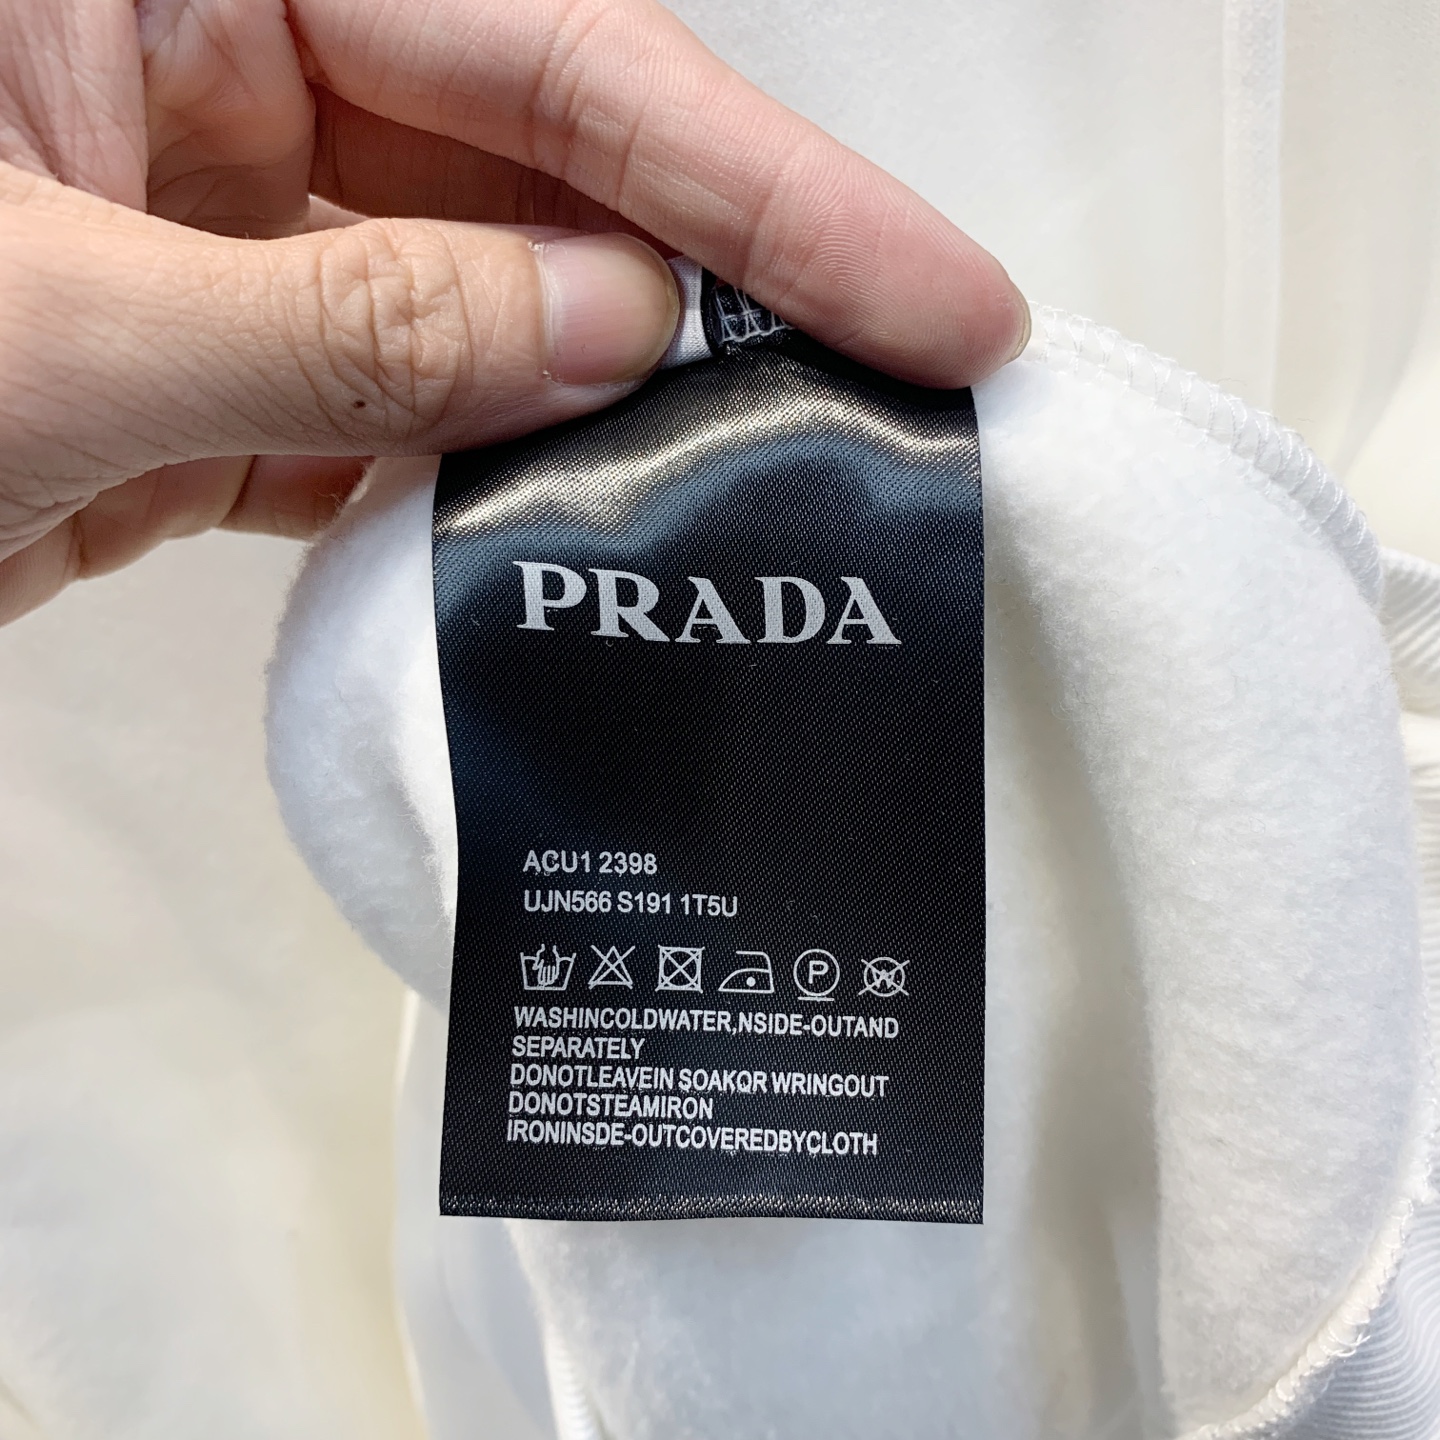 PRADA
ACU1 2398
UJN566 S191 1T5U
P
W
WASHINCOLDWATER,NSIDE-OUTAND
SEPARATELY
DONOTLEAVEIN SOAKQR WRINGOUT
DONOTSTEAMIRON
IRONINSDE-OUTCOVEREDBYCLOTH